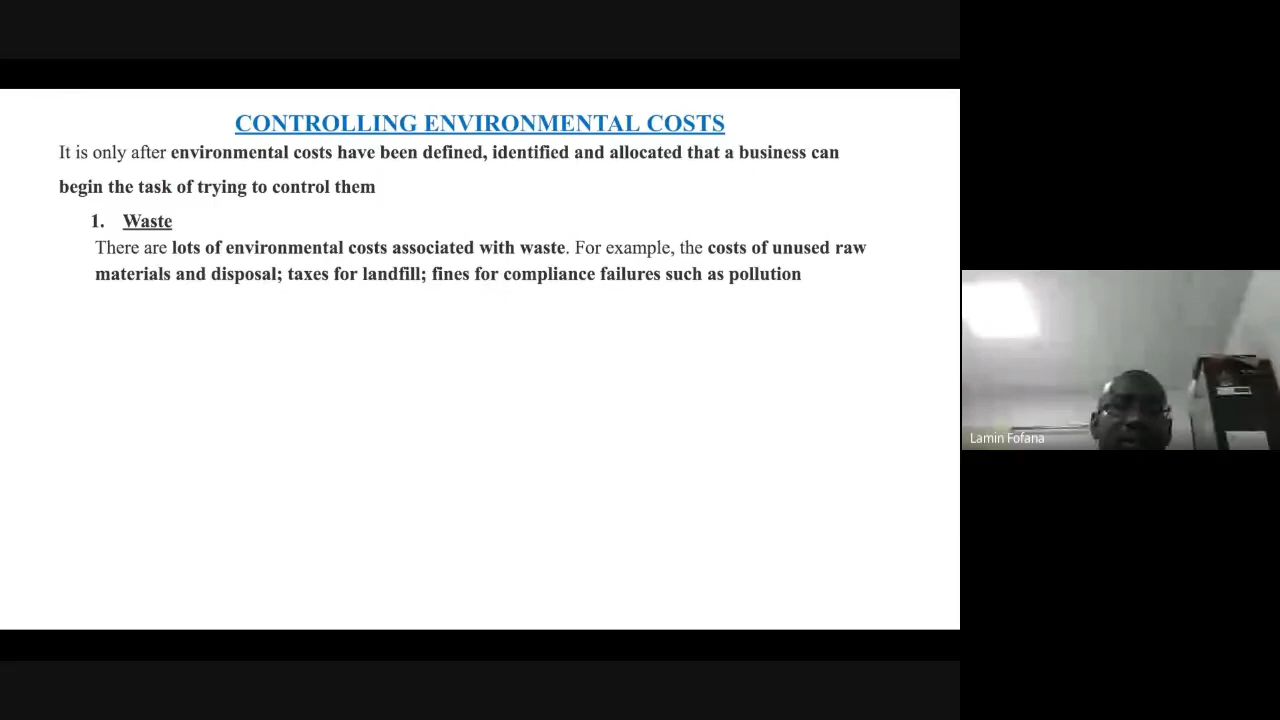 CONTROLLING ENVIRONMENTAL COSTS
It is only after environmental costs have been defined, identified and allocated that a business can
begin the task of trying to control them
1. Waste
There are lots of environmental costs associated with waste. For example, the costs of unused raw
materials and disposal; taxes for landfill; fines for compliance failures such as pollution
Lamin Fofana